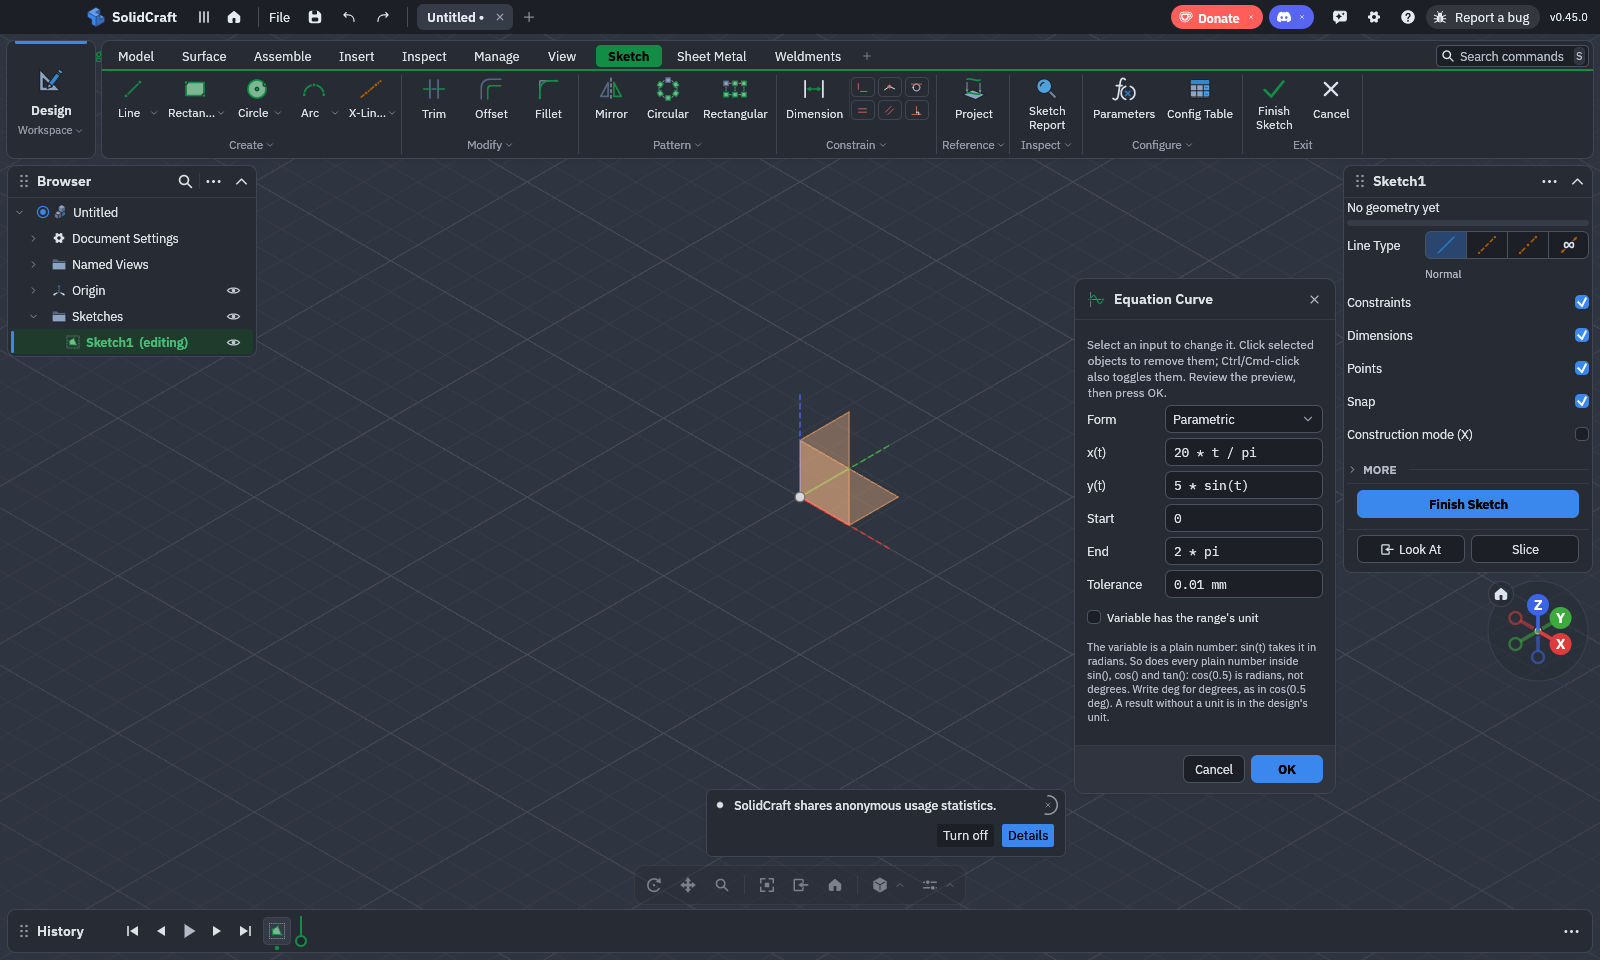 SolidCraft
File
Untitled •
Donate
Report a bug
v0.45.0
Design
Workspace
Model
Surface
Assemble
Insert
Inspect
Manage
View
Sketch
Sheet Metal
Weldments
Search commands
S
Line
Rectan...
Circle
Arc
X-Lin...
Create
Trim
Offset
Fillet
Modify
Mirror
Circular
Rectangular
Pattern
Dimension
Constrain
Project
Reference
Sketch
Report
Inspect
Parameters
Config Table
Configure
Finish
Sketch
Cancel
Exit
Browser
Untitled
Document Settings
Named Views
Origin
Sketches
Sketch1 (editing)
Equation Curve
Select an input to change it. Click selected
objects to remove them; Ctrl/Cmd-click
also toggles them. Review the preview,
then press OK.
Form
Parametric
x(t)
20 * t / pi
y(t)
5 * sin(t)
Start
0
End
2 * pi
Tolerance
0.01 mm
Variable has the range's unit
The variable is a plain number: sin(t) takes it in
radians. So does every plain number inside
sin(), cos() and tan(): cos(0.5) is radians, not
degrees. Write deg for degrees, as in cos(0.5
deg). A result without a unit is in the design's
unit.
Cancel
OK
Sketch1
No geometry yet
Line Type
Normal
Constraints
Dimensions
Points
Snap
Construction mode (X)
MORE
Finish Sketch
Look At
Slice
Z
Y
X
SolidCraft shares anonymous usage statistics.
Turn off
Details
History